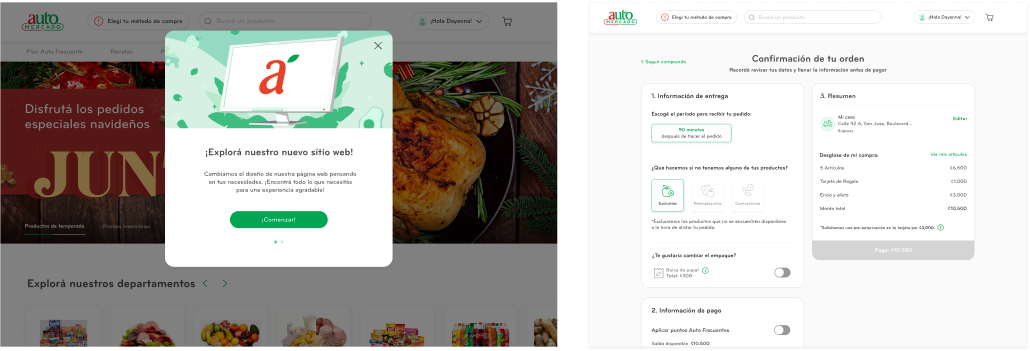 auto
MERCADO
Elegí tu método de compra
Buscá un producto
¡Hola Dayanna!
Plan Auto Frecuente
Recetas
Disfrutá los pedidos
especiales navideños
JUN
Productos de temporada
Promos irresistibles
a
¡Explorá nuestro nuevo sitio web!
Cambiamos el diseño de nuestra página web pensando
en tus necesidades. ¡Encontrá todo lo que necesitás
para una experiencia agradable!
¡Comenzar!
Explorá nuestros departamentos
auto
MERCADO
Elegí tu método de compra
Buscá un producto
¡Hola Dayanna!
Seguir comprando
Confirmación de tu orden
Recordá revisar tus datos y llenar la información antes de pagar
1. Información de entrega
Escogé el periodo para recibir tu pedido:
90 minutos
después de hacer el pedido
¿Qué hacemos si no tenemos alguno de tus productos?
Excluirlos
Reemplazarlos
Contactarme
*Excluiremos los productos que no se encuentren disponibles
a la hora de alistar tu pedido.
¿Te gustaría cambiar el empaque?
Bolsa de papel
Total: ¢300
2. Información de pago
Aplicar puntos Auto Frecuentes
Saldo disponible ¢10.500
3. Resumen
Mi casa
Calle 90 A, San Jose, Boulevard...
Express
Editar
Desglose de mi compra:
Ver mis artículos
5 Artículos
¢6.500
Tarjeta de Regalo
¢1.000
Envío y alisto
¢3.000
Monto total
¢10.500
*Solicitamos una pre-autorización en tu tarjeta por ¢3,000.
Pagar ¢10.500